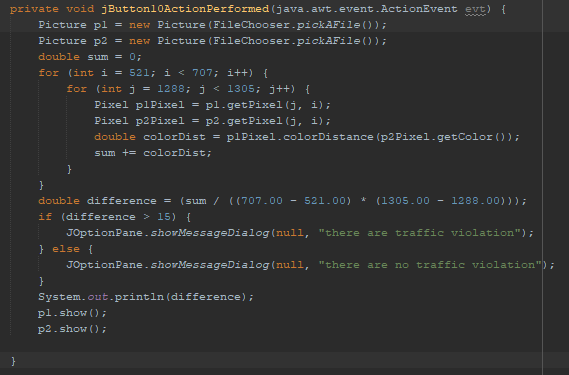 private void jButton10ActionPerformed(java.awt.event.ActionEvent evt) {
Picture p1 = new Picture(FileChooser.pickAFile());
Picture p2 = new Picture(FileChooser.pickAFile());
double sum = 0;
for (int i = 521; i < 707; i++) {
for (int j = 1288; j < 1305; j++) {
Pixel p1Pixel = p1.getPixel(j, i);
Pixel p2Pixel = p2.getPixel(j, i);
double colorDist = p1Pixel.colorDistance(p2Pixel.getColor());
sum += colorDist;
}
}
double difference = (sum / ((707.00 - 521.00) * (1305.00 - 1288.00)));
if (difference > 15) {
JOptionPane.showMessageDialog(null, "there are traffic violation");
} else {
JOptionPane.showMessageDialog(null, "there are no traffic violation");
}
System.out.println(difference);
p1.show();
p2.show();
}